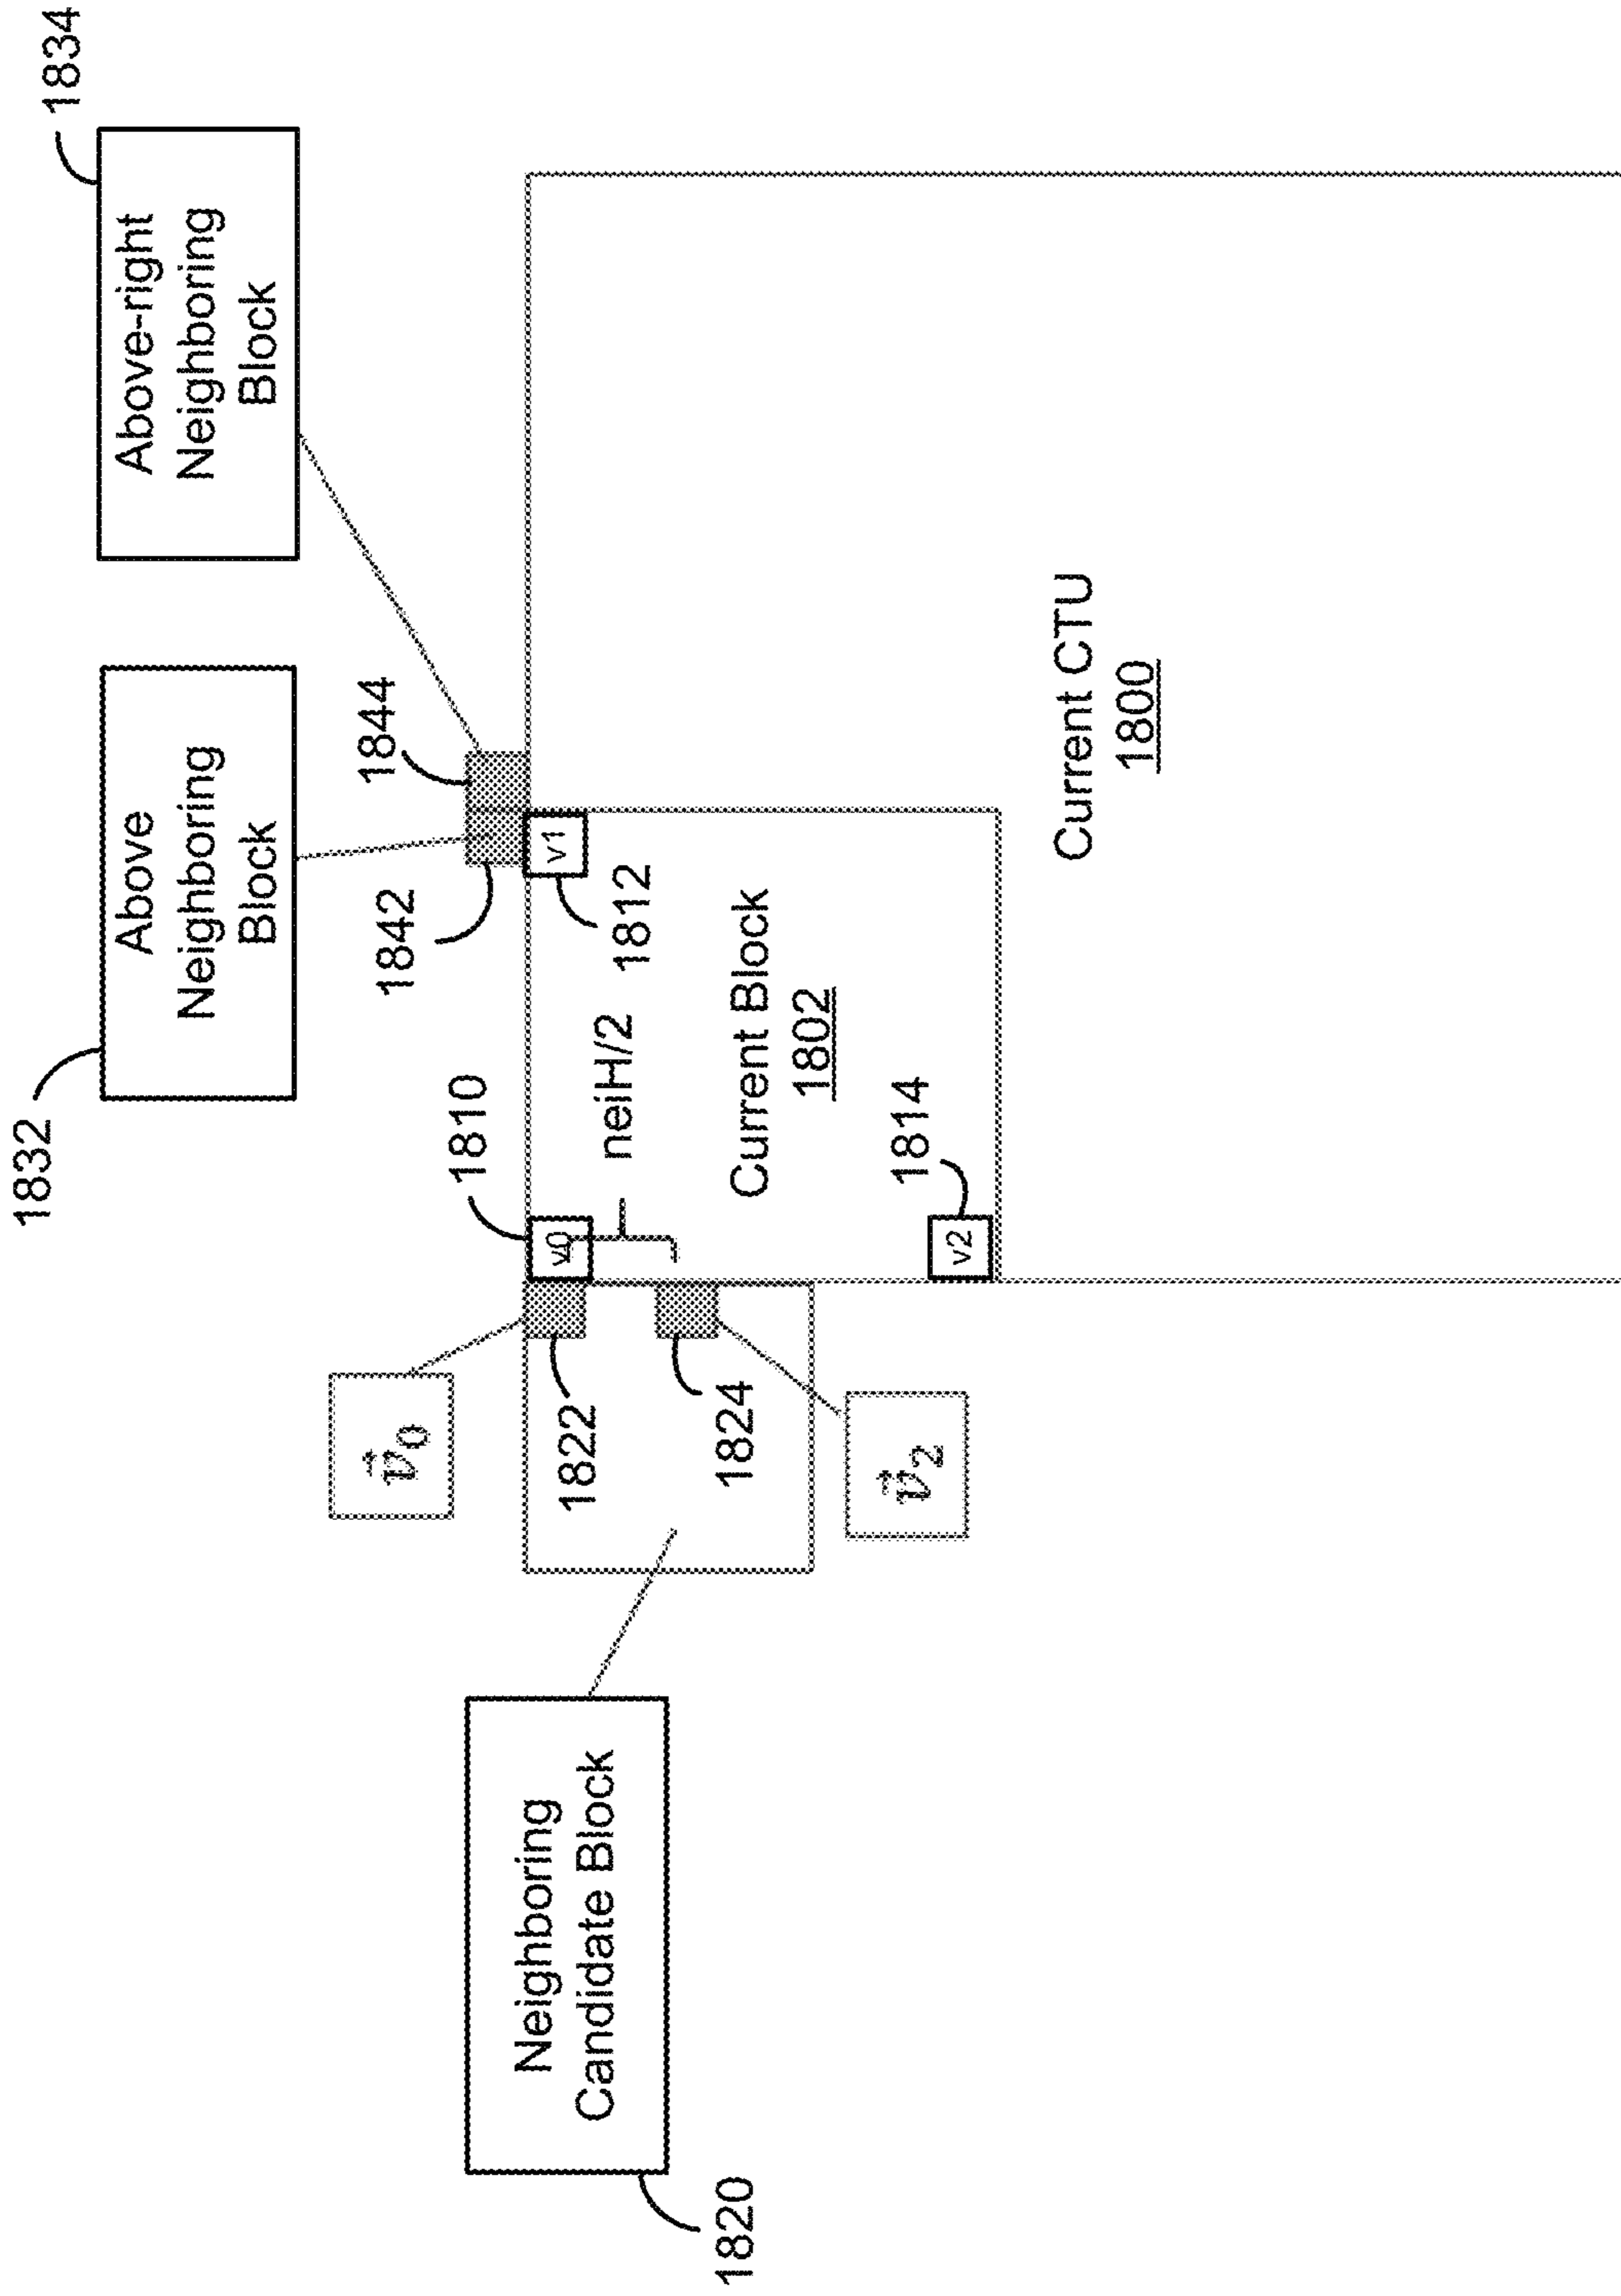 1832
Above
Neighboring
Block
1834
Above-right
Neighboring
Block
1810
1842
1844
v⃗₀
v0
v1
1812
neiH/2
1822
1824
Neighboring
Candidate Block
1820
v⃗₂
Current Block
1802
1814
v2
Current CTU
1800